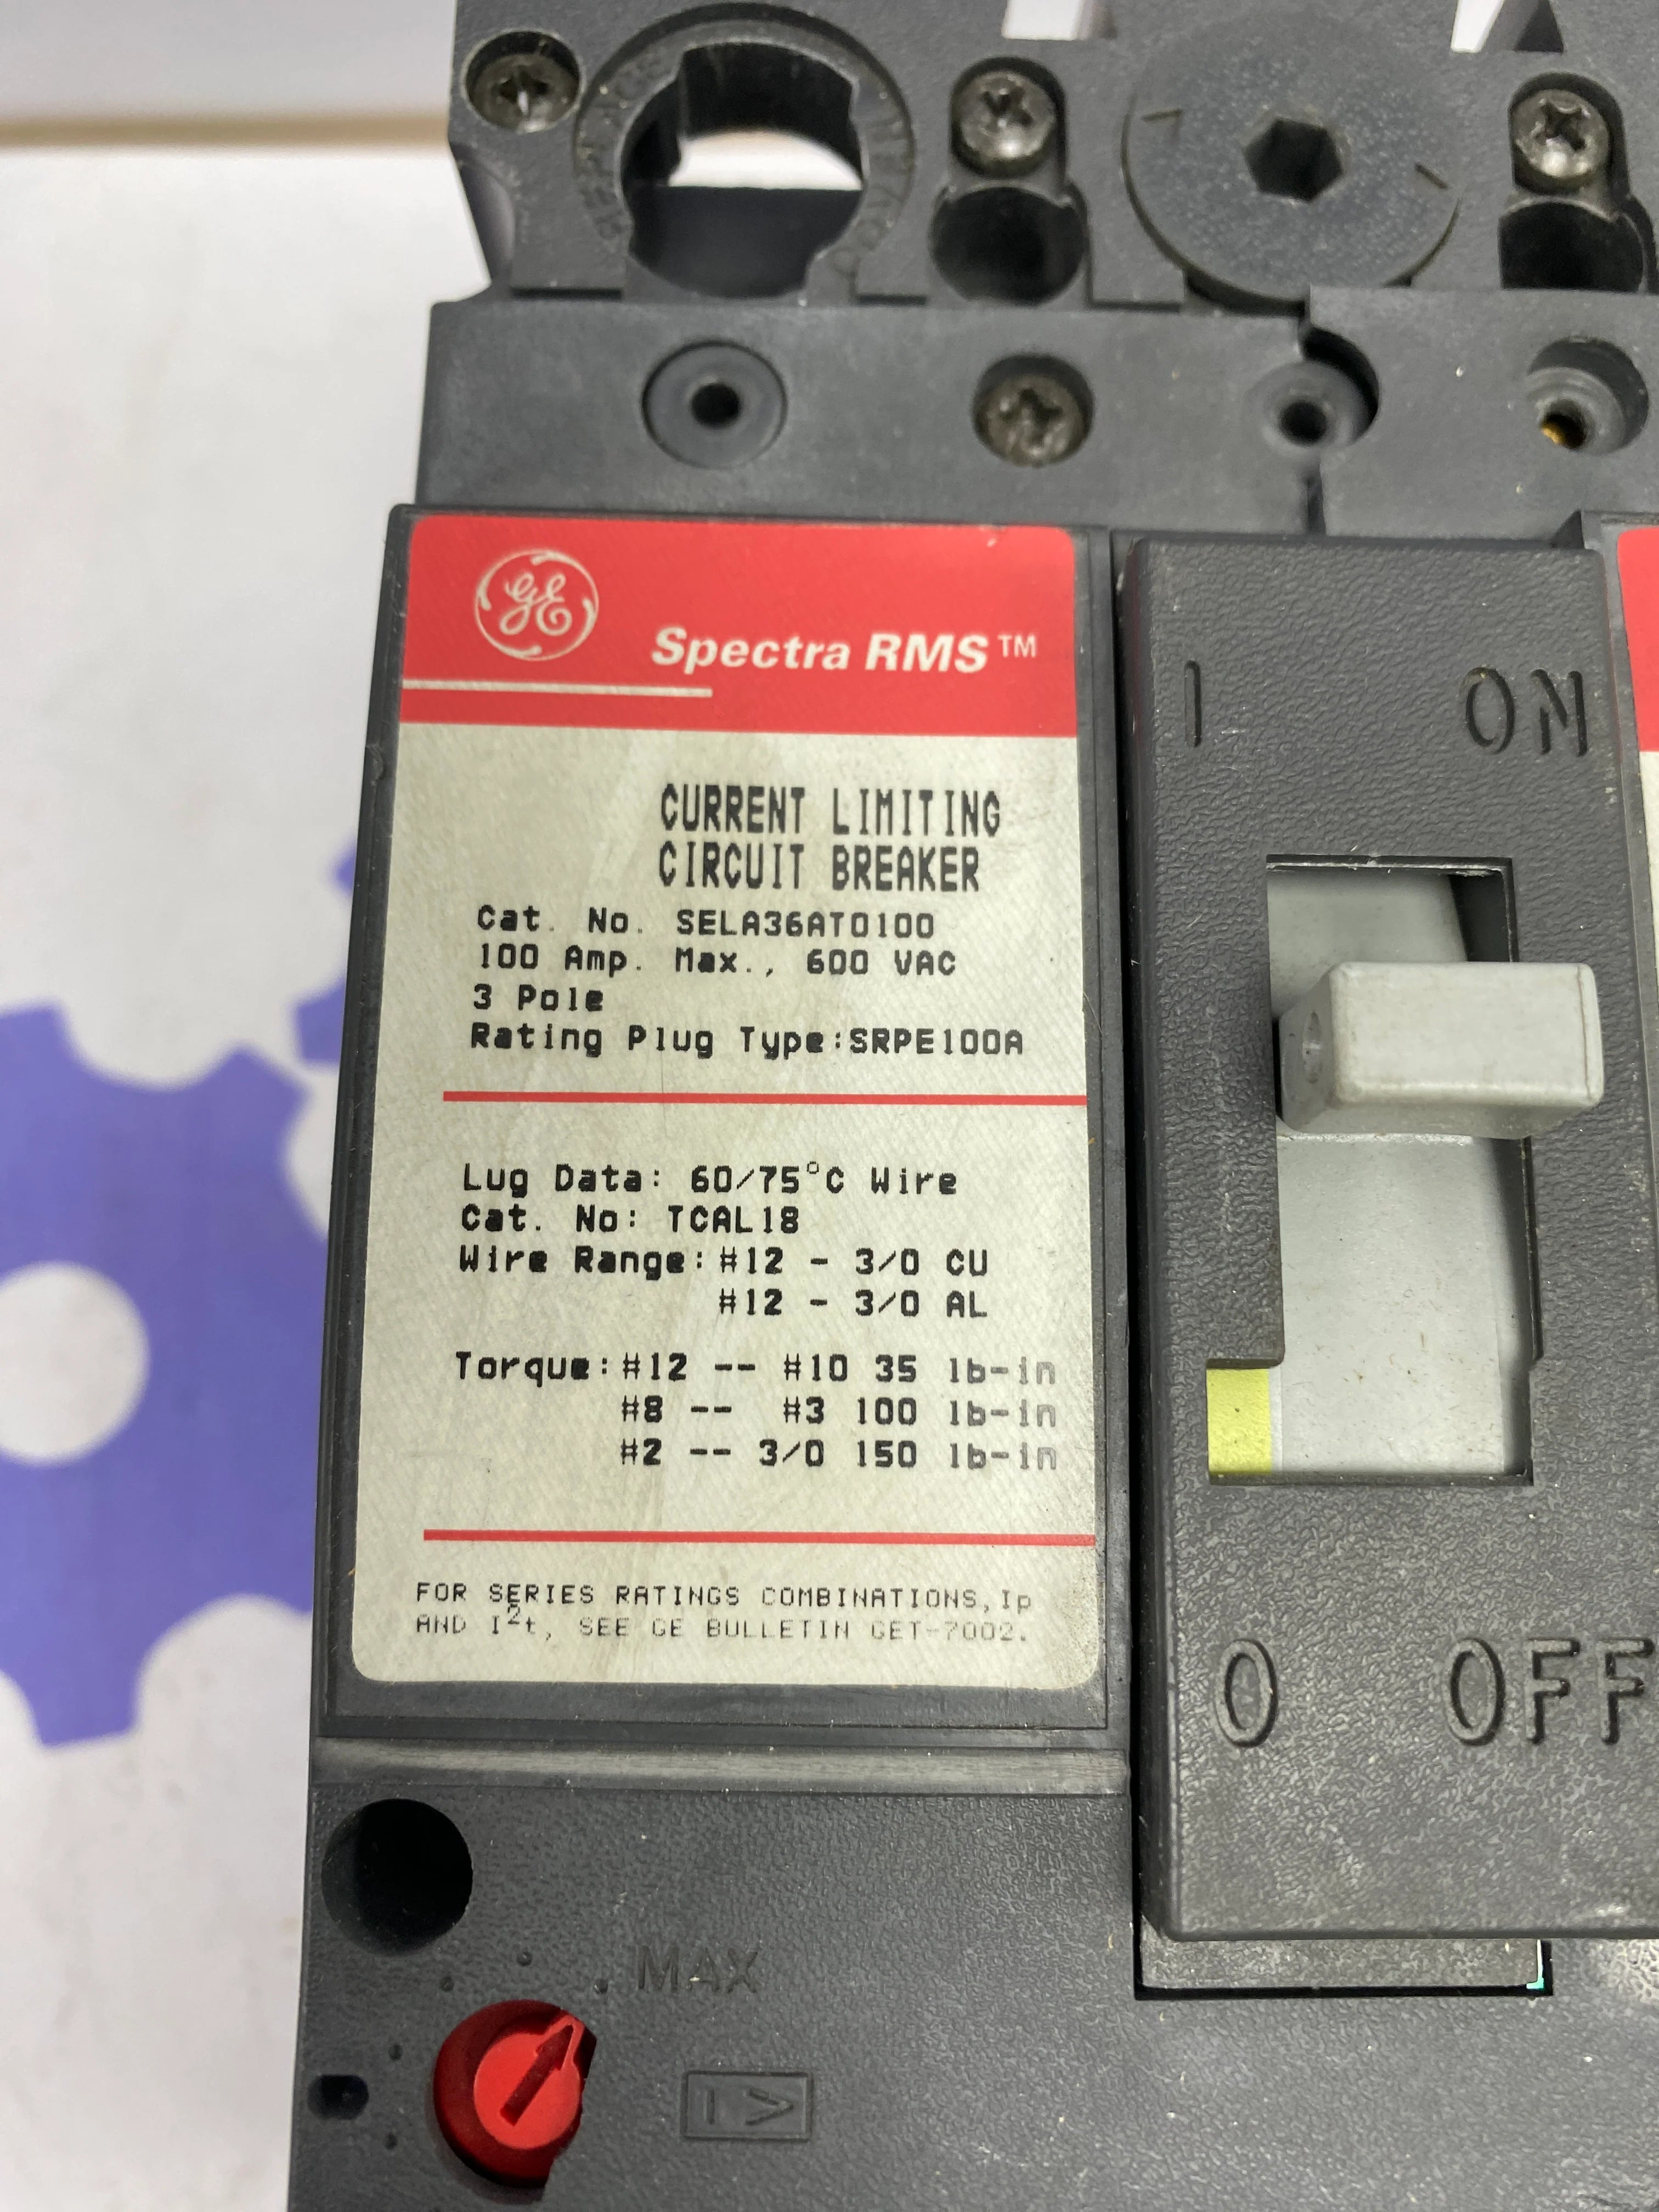 GE
Spectra RMS™
CURRENT LIMITING
CIRCUIT BREAKER
Cat. No. SELA36AT0100
100 Amp. Max., 600 VAC
3 Pole
Rating Plug Type:SRPE100A
Lug Data: 60/75°C Wire
Cat. No: TCAL18
Wire Range:#12 - 3/0 CU
#12 - 3/0 AL
Torque:#12 -- #10 35 lb-in
#8 -- #3 100 lb-in
#2 -- 3/0 150 lb-in
FOR SERIES RATINGS COMBINATIONS,Ip
AND I²t, SEE GE BULLETIN GET-7002.
I ON
O OFF
MAX
I >